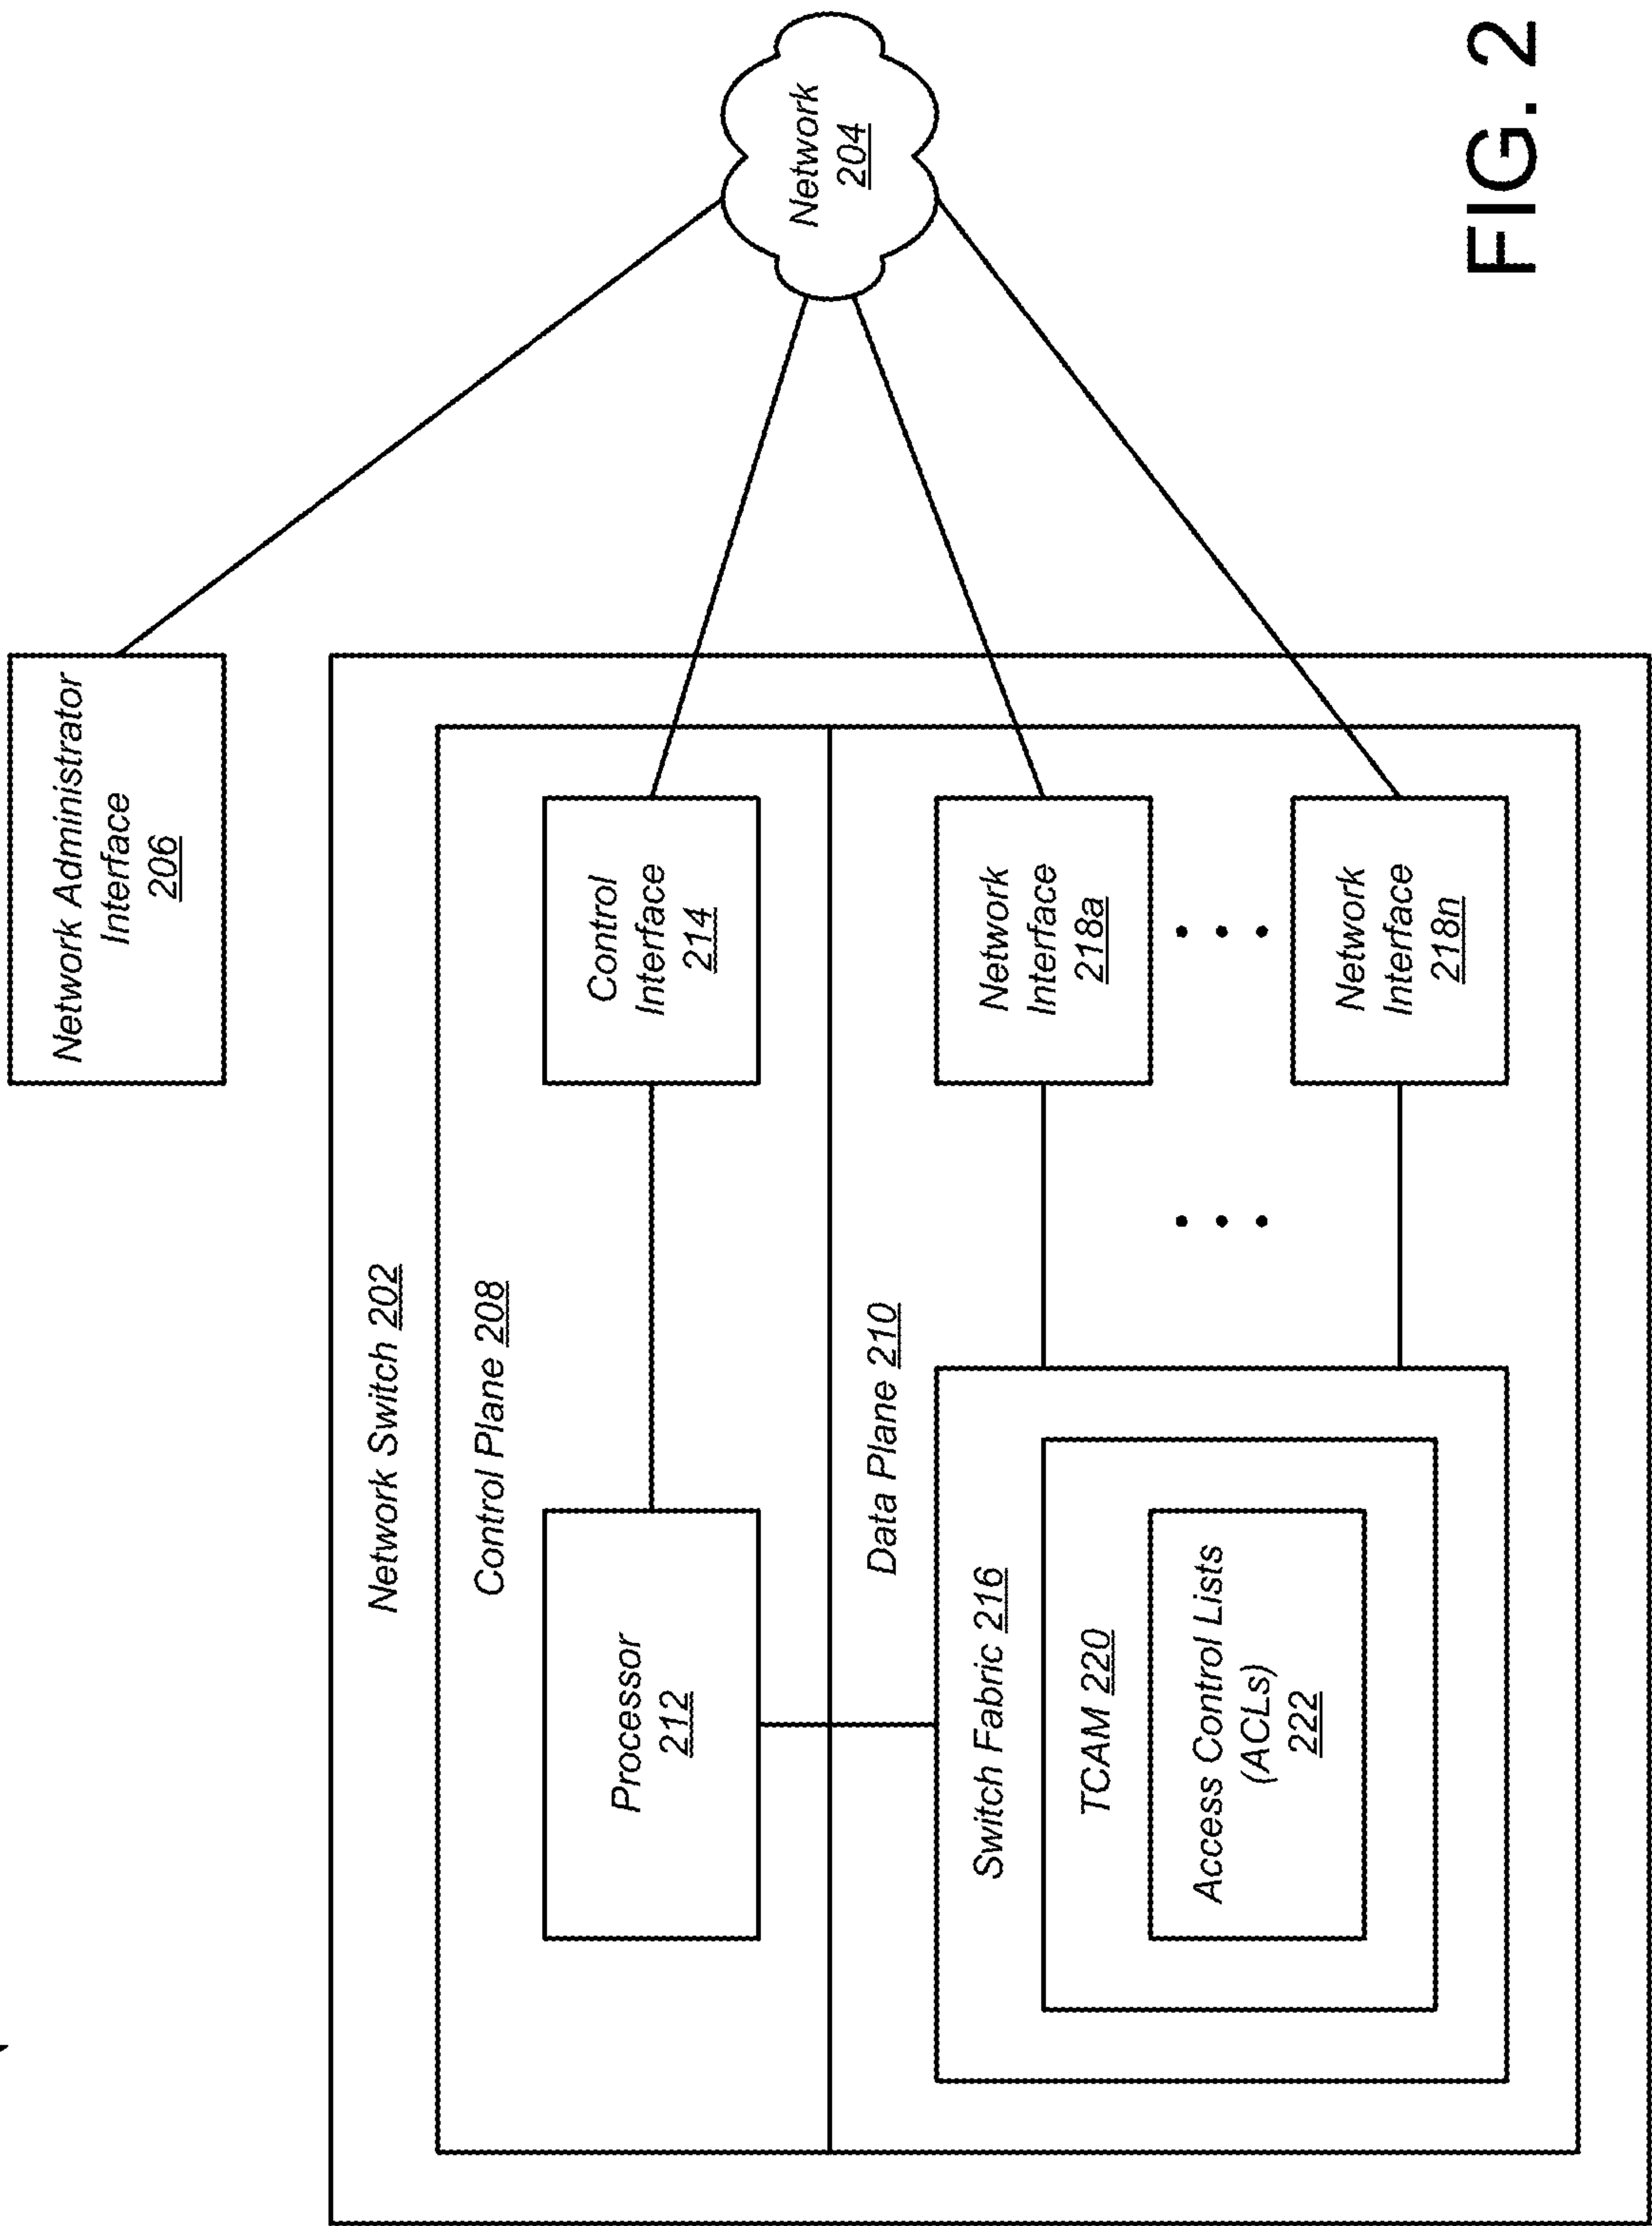 Network Administrator
Interface
206
Network Switch 202
Control Plane 208
Processor
212
Control
Interface
214
Network
204
Data Plane 210
Switch Fabric 216
TCAM 220
Access Control Lists
(ACLs)
222
Network
Interface
218a
Network
Interface
218n
FIG. 2